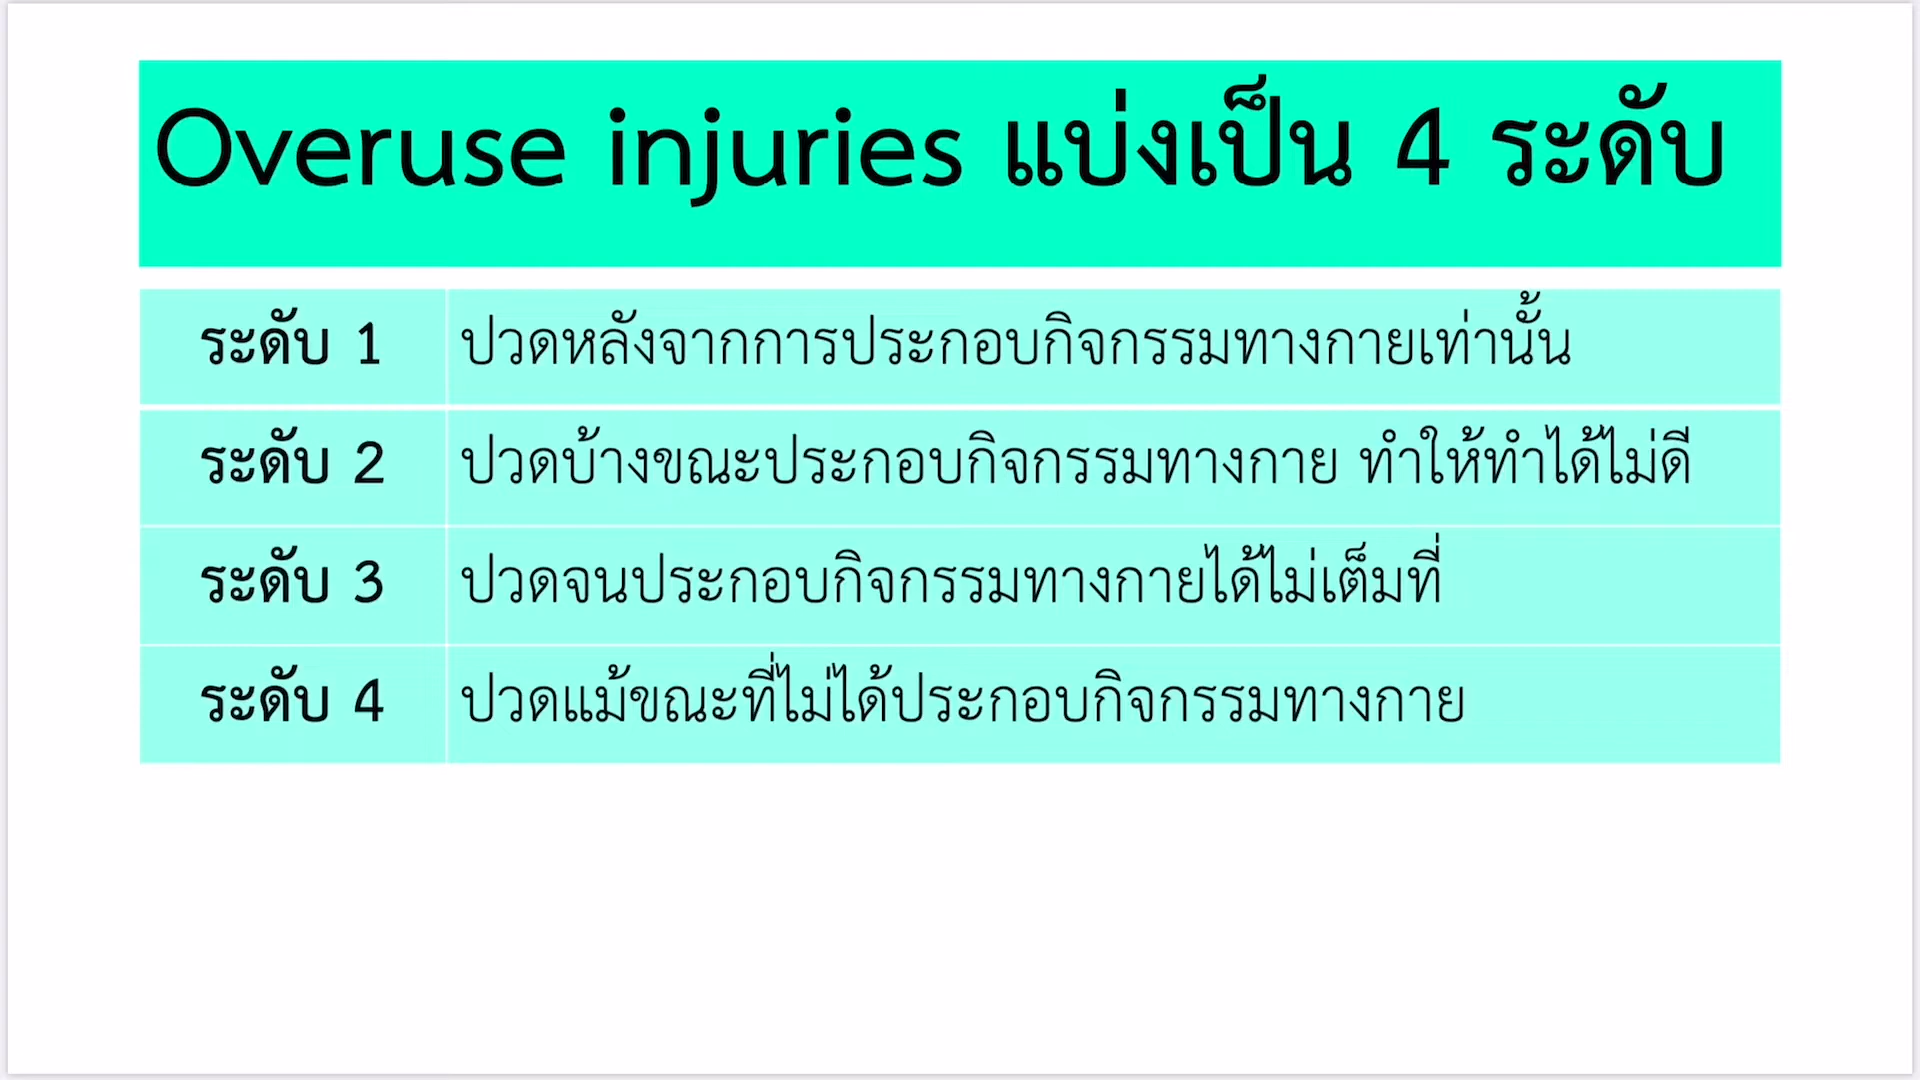 Overuse injuries แบ่งเป็น 4 ระดับ
ระดับ 1 ปวดหลังจากการประกอบกิจกรรมทางกายเท่านั้น
ระดับ 2 ปวดบ้างขณะประกอบกิจกรรมทางกาย ทำให้ทำได้ไม่ดี
ระดับ 3 ปวดจนประกอบกิจกรรมทางกายได้ไม่เต็มที่
ระดับ 4 ปวดแม้ขณะที่ไม่ได้ประกอบกิจกรรมทางกาย